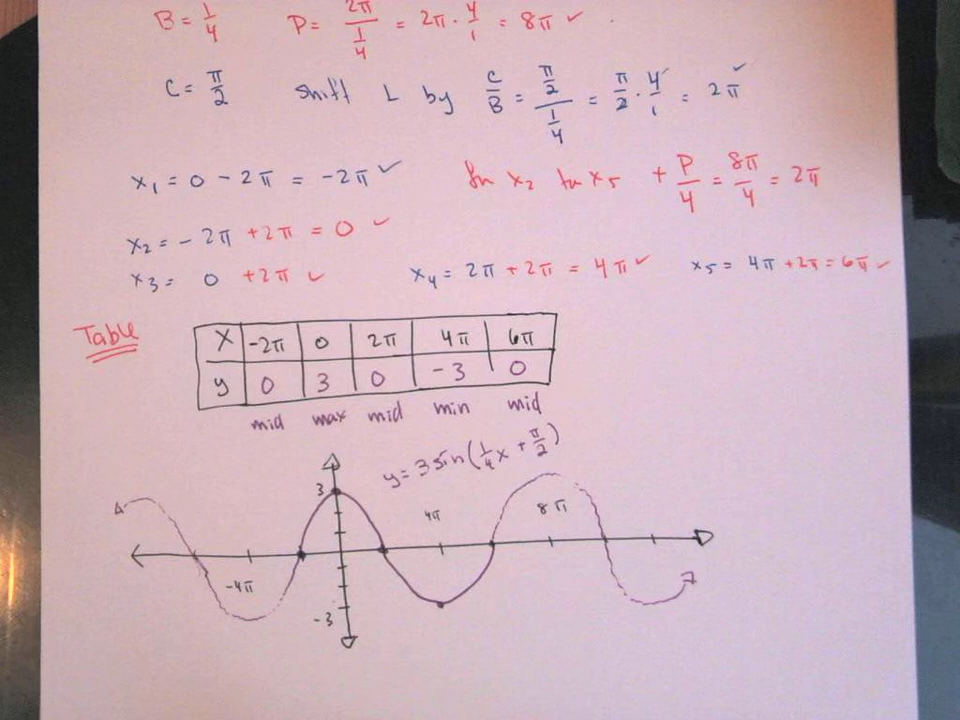 B = 1/4 P = 2π/(1/4) = 2π · 4/1 = 8π ✓
C = π/2 Shift L by C/B = (π/2)/(1/4) = π/2 · 4/1 = 2π ✓
x₁ = 0 - 2π = -2π ✓ for x₂ to x₅ + P/4 = 8π/4 = 2π
x₂ = -2π + 2π = 0 ✓
x₃ = 0 + 2π ✓ x₄ = 2π + 2π = 4π ✓ x₅ = 4π + 2π = 6π ✓
Table
X -2π 0 2π 4π 6π
y 0 3 0 -3 0
mid max mid min mid
y = 3 sin(1/4 x + π/2)
3
4π 8π
-4π
-3